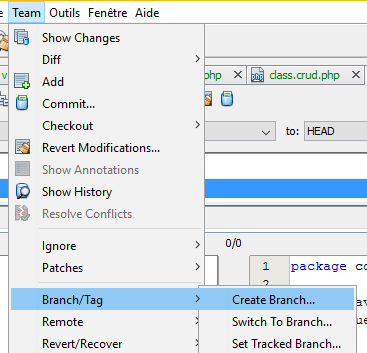 Team Outils Fenêtre Aide
Show Changes
Diff
Add
.php class.crud.php
Commit...
Checkout
to: HEAD
Revert Modifications...
Show Annotations
Show History
Resolve Conflicts
Ignore
0/0
Patches
1 package co
2
Branch/Tag
Create Branch...
Remote
Switch To Branch...
Revert/Recover
Set Tracked Branch...